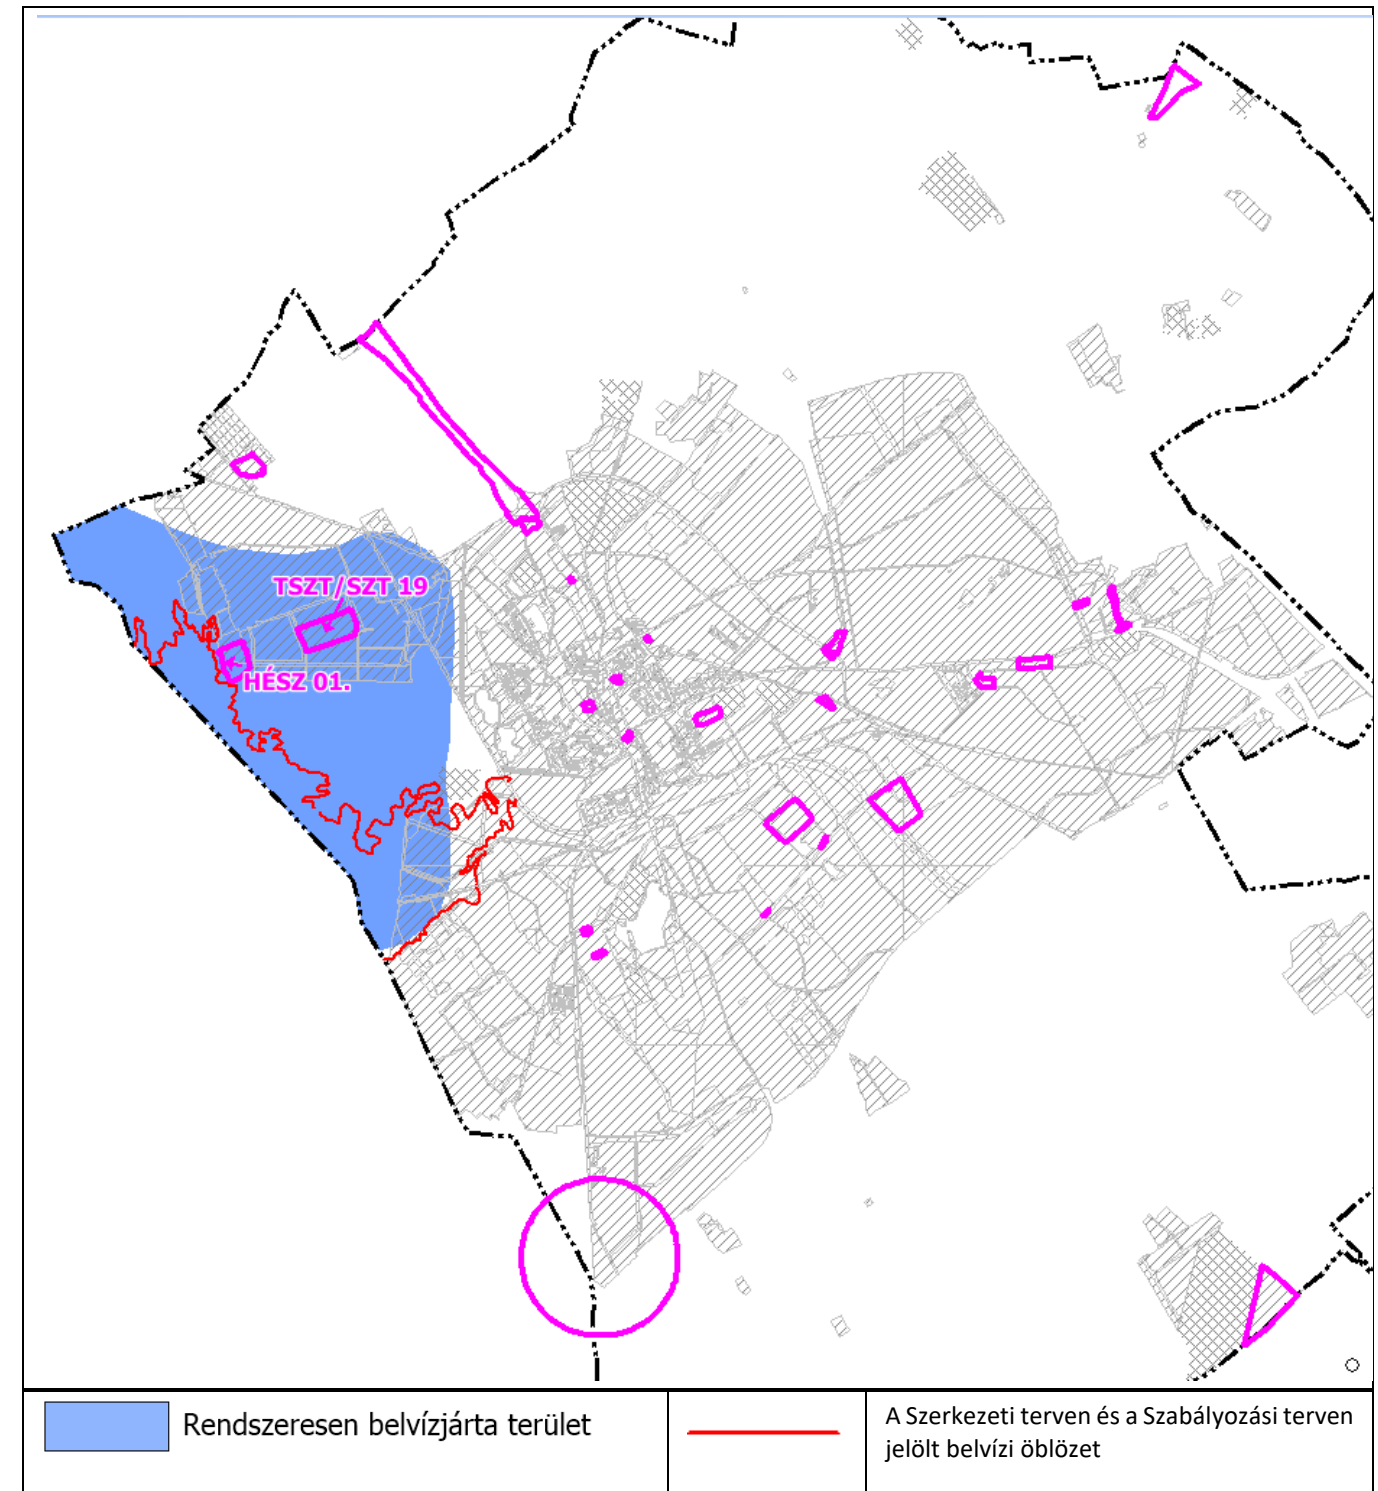 TSZT/SZT 19
HÉSZ 01.
Rendszeresen belvízjárta terület
A Szerkezeti terven és a Szabályozási terven
jelölt belvízi öblözet